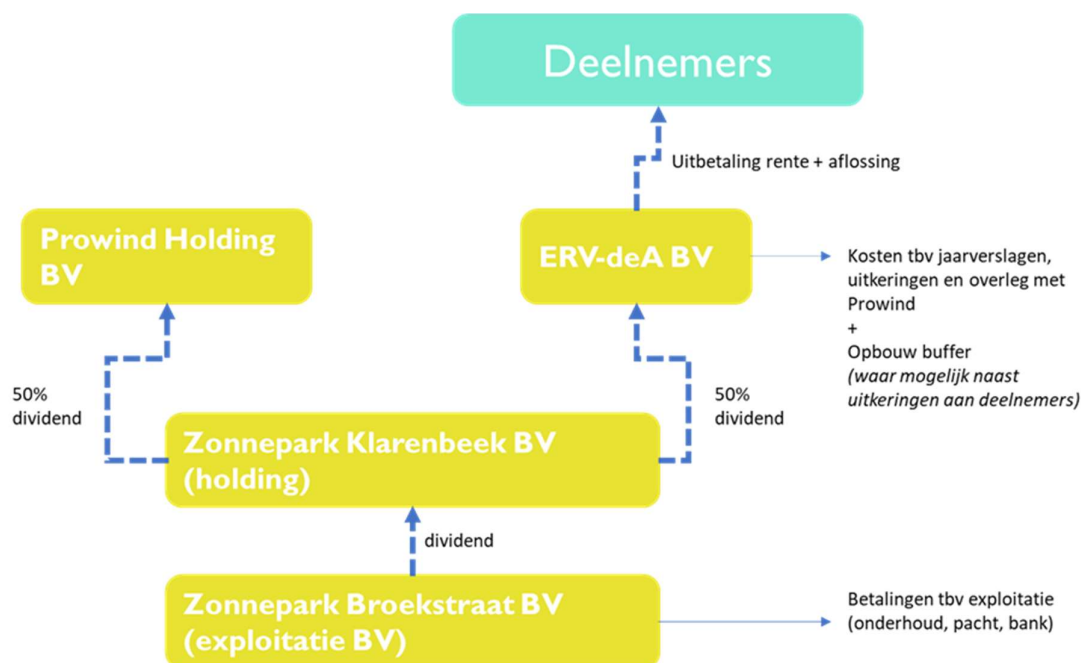 Deelnemers
Uitbetaling rente + aflossing
Prowind Holding
BV
ERV-deA BV
Kosten tbv jaarverslagen,
uitkeringen en overleg met
Prowind
+
Opbouw buffer
(waar mogelijk naast
uitkeringen aan deelnemers)
50%
dividend
50%
dividend
Zonnepark Klarenbeek BV
(holding)
dividend
Zonnepark Broekstraat BV
(exploitatie BV)
Betalingen tbv exploitatie
(onderhoud, pacht, bank)